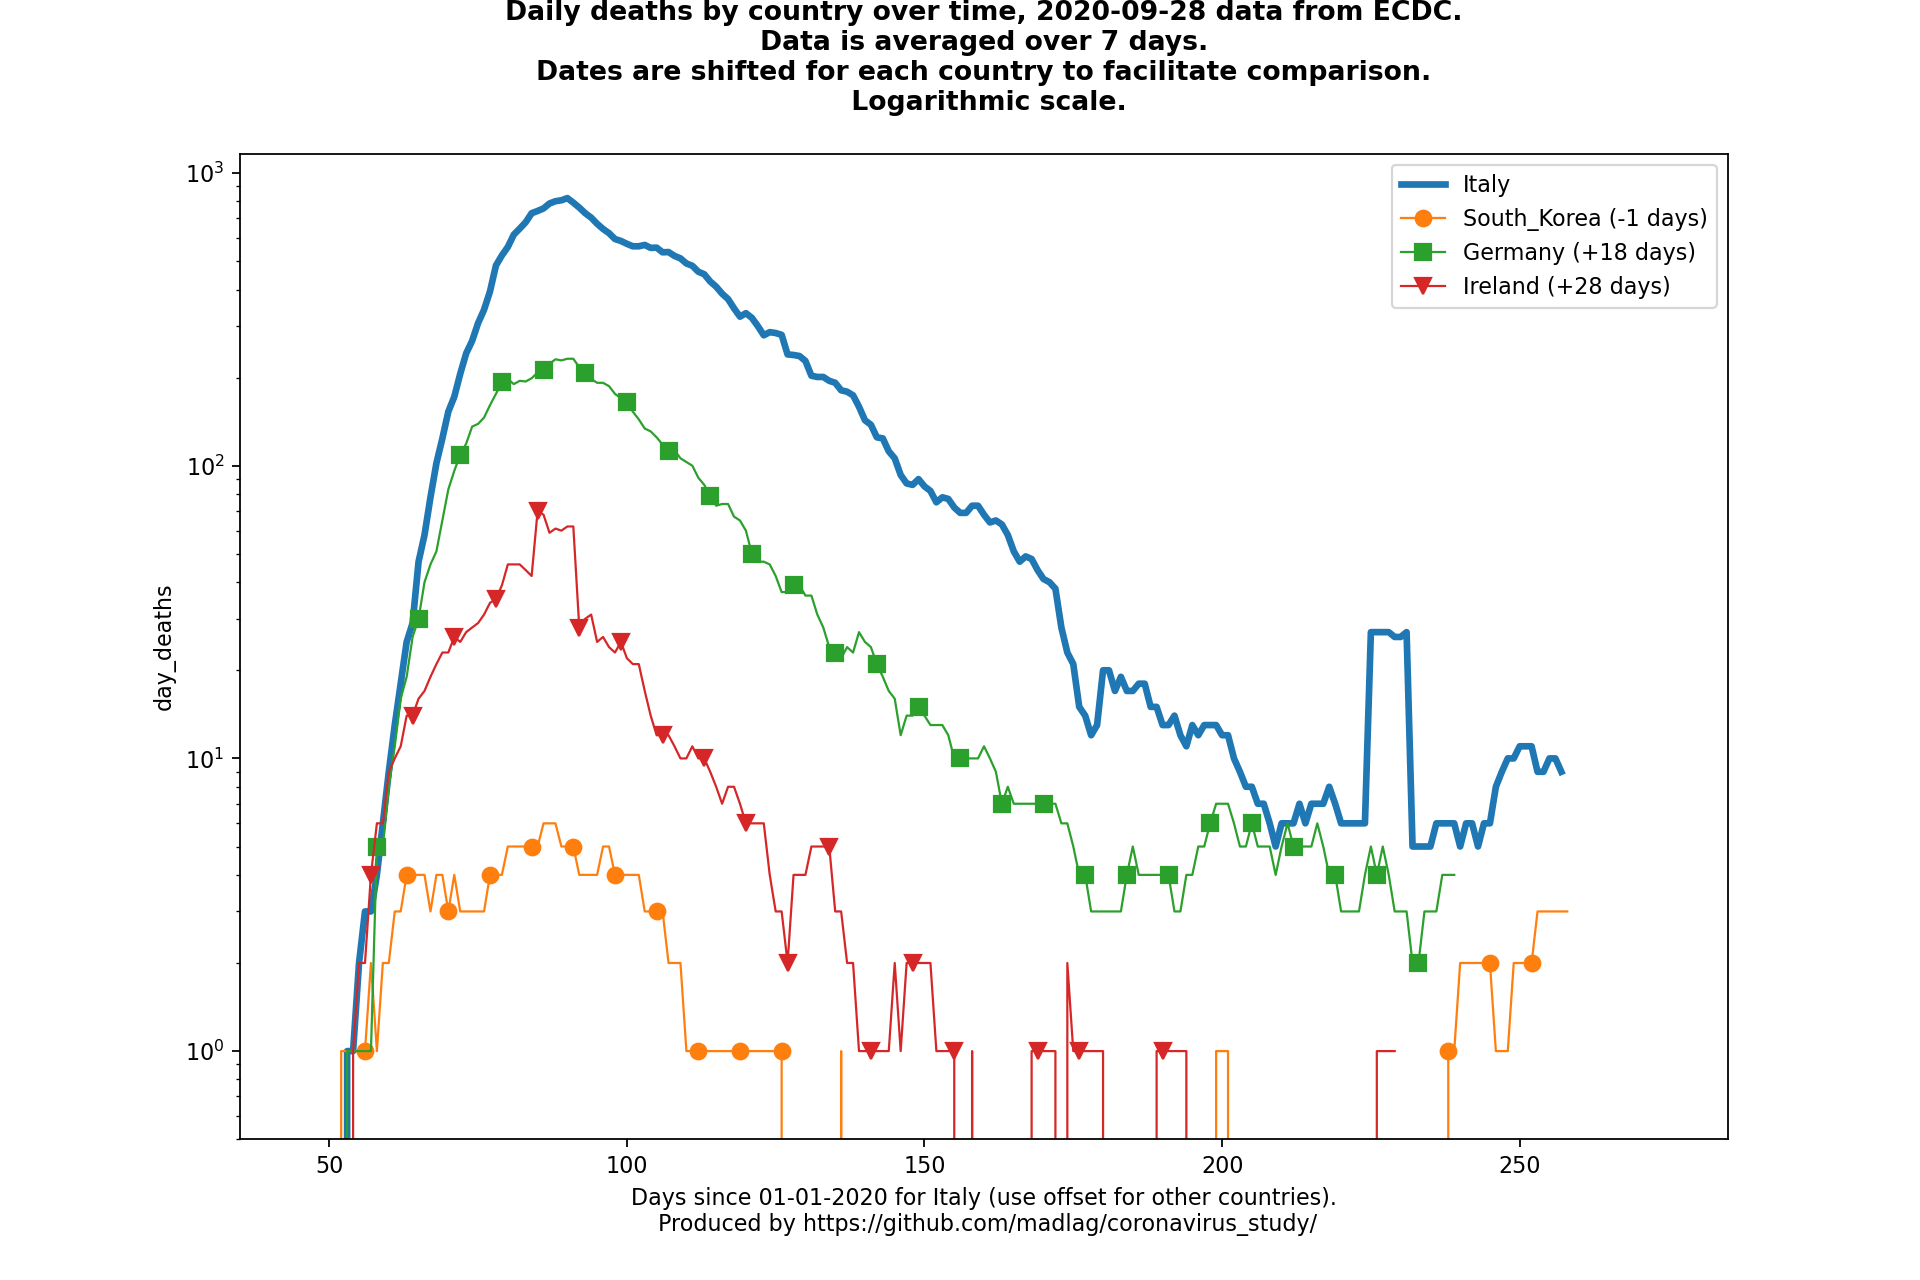 Daily deaths by country over time, 2020-09-28 data from ECDC.
Data is averaged over 7 days.
Dates are shifted for each country to facilitate comparison.
Logarithmic scale.
10³
10²
10¹
10⁰
day_deaths
Italy
South_Korea (-1 days)
Germany (+18 days)
Ireland (+28 days)
50 100 150 200 250
Days since 01-01-2020 for Italy (use offset for other countries).
Produced by https://github.com/madlag/coronavirus_study/